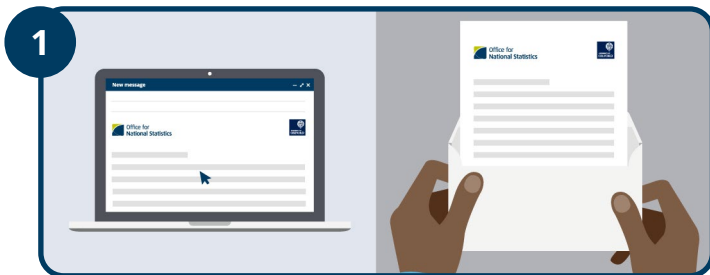 1
New message
Office for
National Statistics
Office for
National Statistics